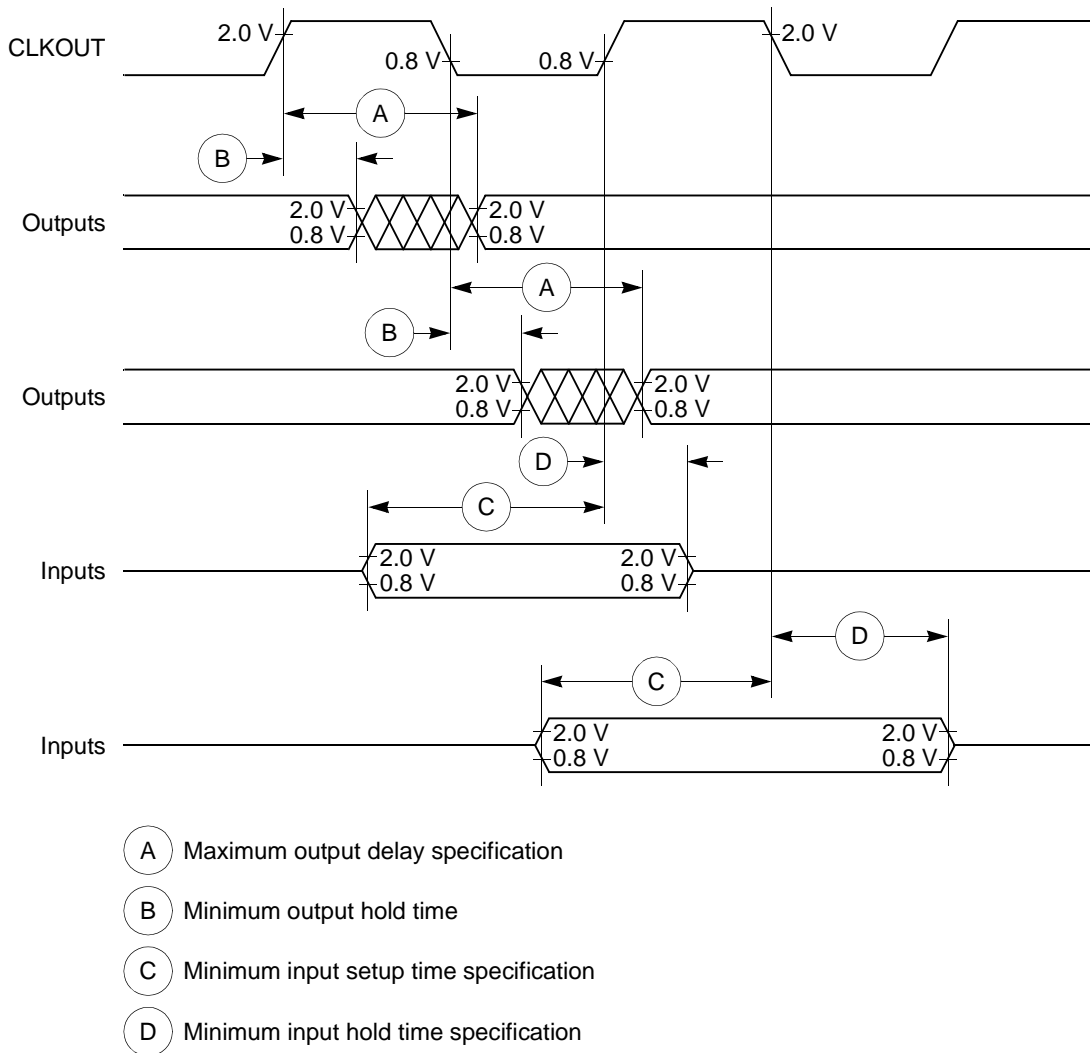 CLKOUT
2.0 V
0.8 V
0.8 V
2.0 V
A
B
Outputs
2.0 V
0.8 V
2.0 V
0.8 V
A
B
Outputs
2.0 V
0.8 V
2.0 V
0.8 V
D
C
Inputs
2.0 V
0.8 V
2.0 V
0.8 V
D
C
Inputs
2.0 V
0.8 V
2.0 V
0.8 V
A Maximum output delay specification
B Minimum output hold time
C Minimum input setup time specification
D Minimum input hold time specification